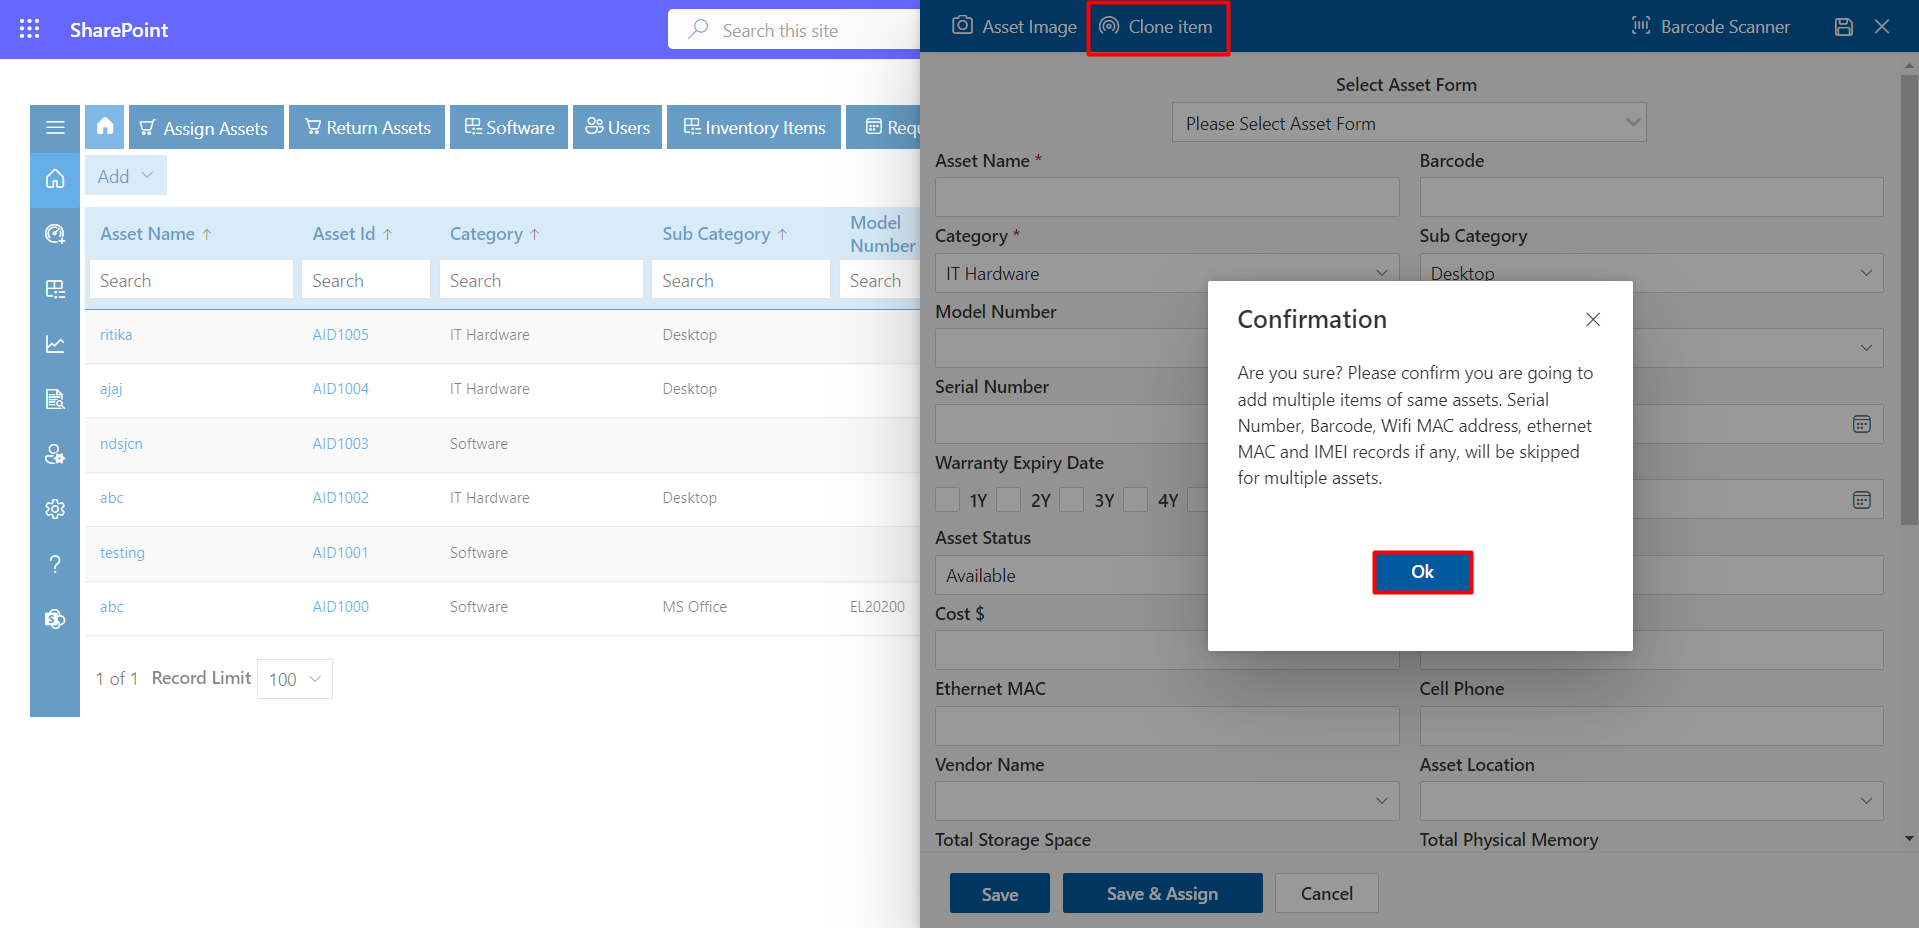 SharePoint
Search this site
Asset Image
Clone item
Barcode Scanner
Assign Assets
Return Assets
Software
Users
Inventory Items
Requ
Add
Asset Name ↑
Asset Id ↑
Category ↑
Sub Category ↑
Model
Number
Search
Search
Search
Search
Search
ritika AID1005 IT Hardware Desktop
ajaj AID1004 IT Hardware Desktop
ndsjcn AID1003 Software
abc AID1002 IT Hardware Desktop
testing AID1001 Software
abc AID1000 Software MS Office EL20200
1 of 1 Record Limit 100
Select Asset Form
Please Select Asset Form
Asset Name *
Barcode
Category *
Sub Category
IT Hardware
Desktop
Model Number
Serial Number
Warranty Expiry Date
1Y 2Y 3Y 4Y
Asset Status
Available
Cost $
Ethernet MAC
Cell Phone
Vendor Name
Asset Location
Total Storage Space
Total Physical Memory
Save
Save & Assign
Cancel
Confirmation
Are you sure? Please confirm you are going to
add multiple items of same assets. Serial
Number, Barcode, Wifi MAC address, ethernet
MAC and IMEI records if any, will be skipped
for multiple assets.
Ok